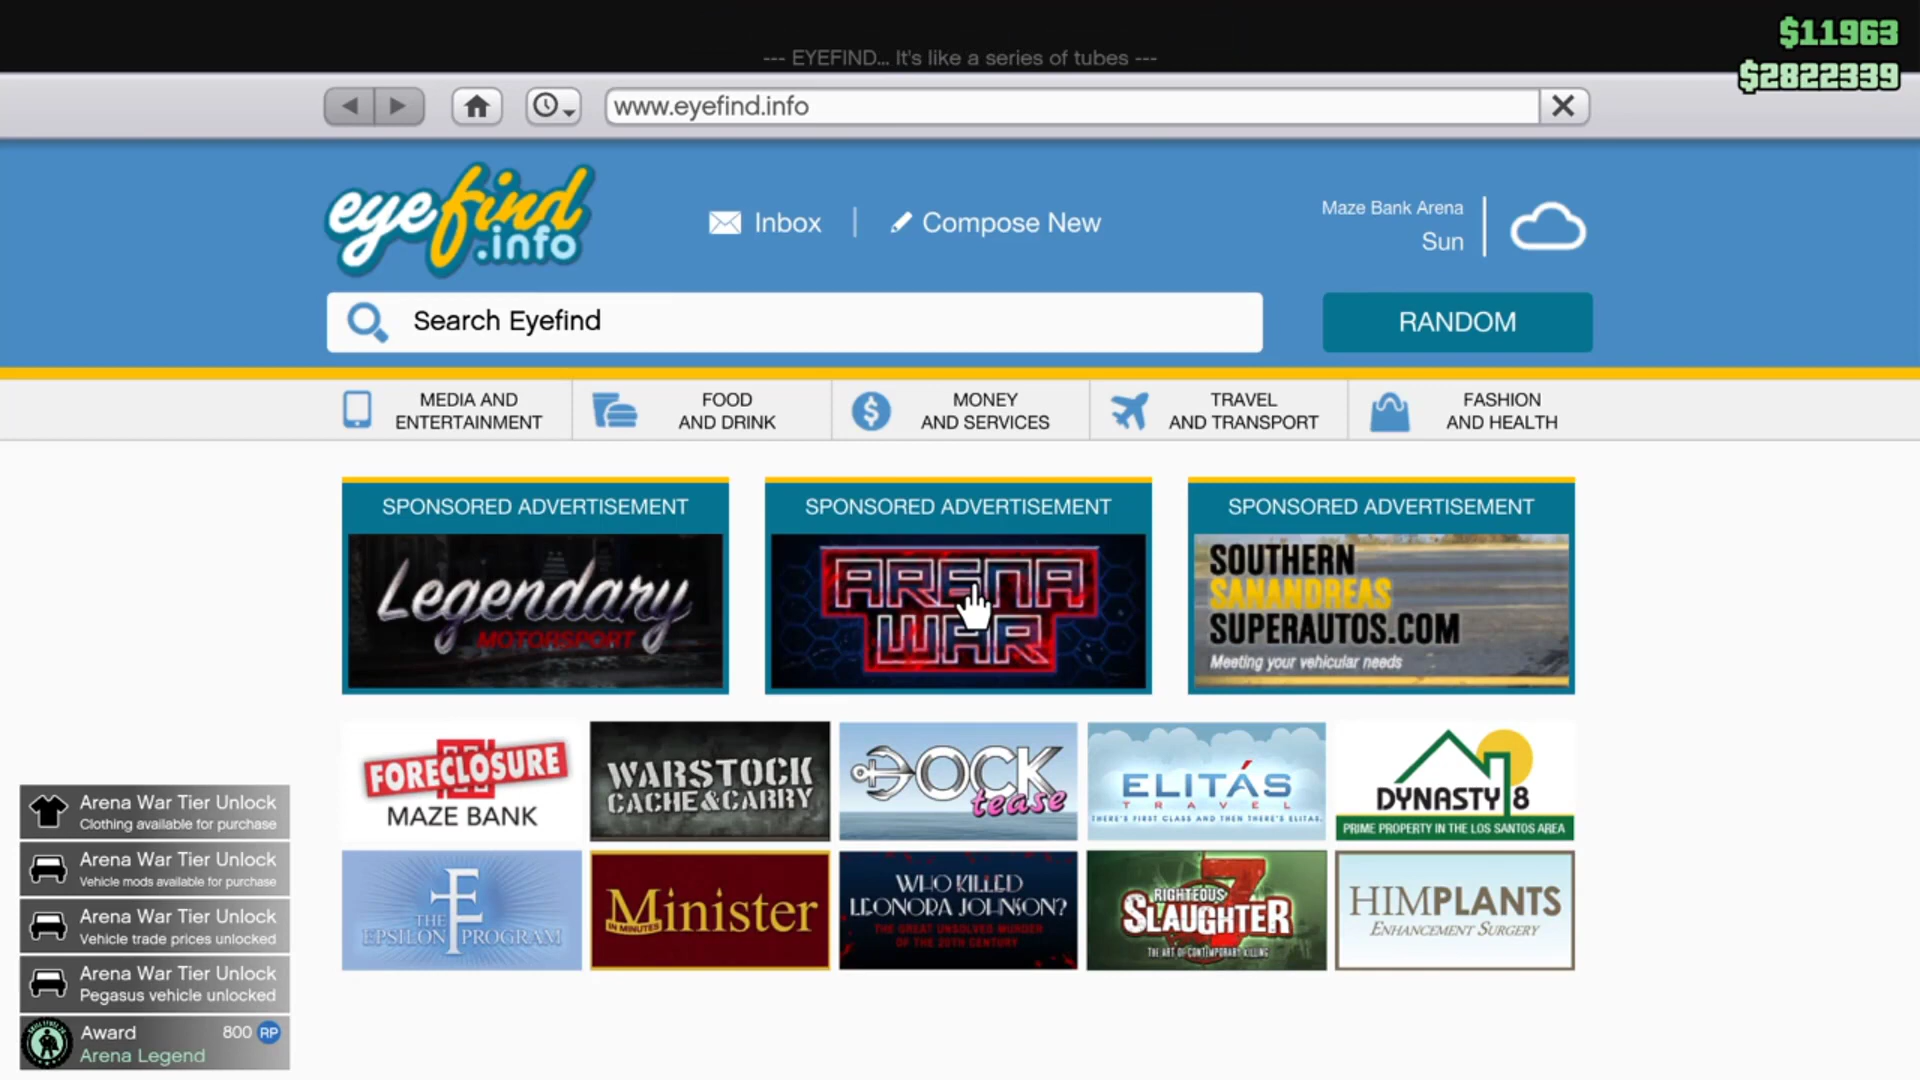 $11963
--- EYEFIND... It's like a series of tubes ---
$2822339
www.eyefind.info
eyefind
.info
Inbox
Compose New
Maze Bank Arena
Sun
Search Eyefind
RANDOM
MEDIA AND
ENTERTAINMENT
FOOD
AND DRINK
MONEY
AND SERVICES
TRAVEL
AND TRANSPORT
FASHION
AND HEALTH
SPONSORED ADVERTISEMENT
Legendary
MOTORSPORT
SPONSORED ADVERTISEMENT
ARENA
WAR
SPONSORED ADVERTISEMENT
SOUTHERN
SANANDREAS
SUPERAUTOS.COM
Meeting your vehicular needs
FORECLOSURE
MAZE BANK
WARSTOCK
CACHE&CARRY
DOCK
tease
ELITÁS
TRAVEL
THERE'S FIRST CLASS AND THEN THERE'S ELITAS.
DYNASTY 8
PRIME PROPERTY IN THE LOS SANTOS AREA
THE
EPSILON PROGRAM
Minister
IN MINUTES
WHO KILLED
LEONORA JOHNSON?
THE GREAT UNSOLVED MURDER
OF THE 20TH CENTURY
RIGHTEOUS
SLAUGHTER
7
THE ART OF CONTEMPORARY KILLING
HIMPLANTS
ENHANCEMENT SURGERY
Arena War Tier Unlock
Clothing available for purchase
Arena War Tier Unlock
Vehicle mods available for purchase
Arena War Tier Unlock
Vehicle trade prices unlocked
Arena War Tier Unlock
Pegasus vehicle unlocked
Award 800 RP
Arena Legend